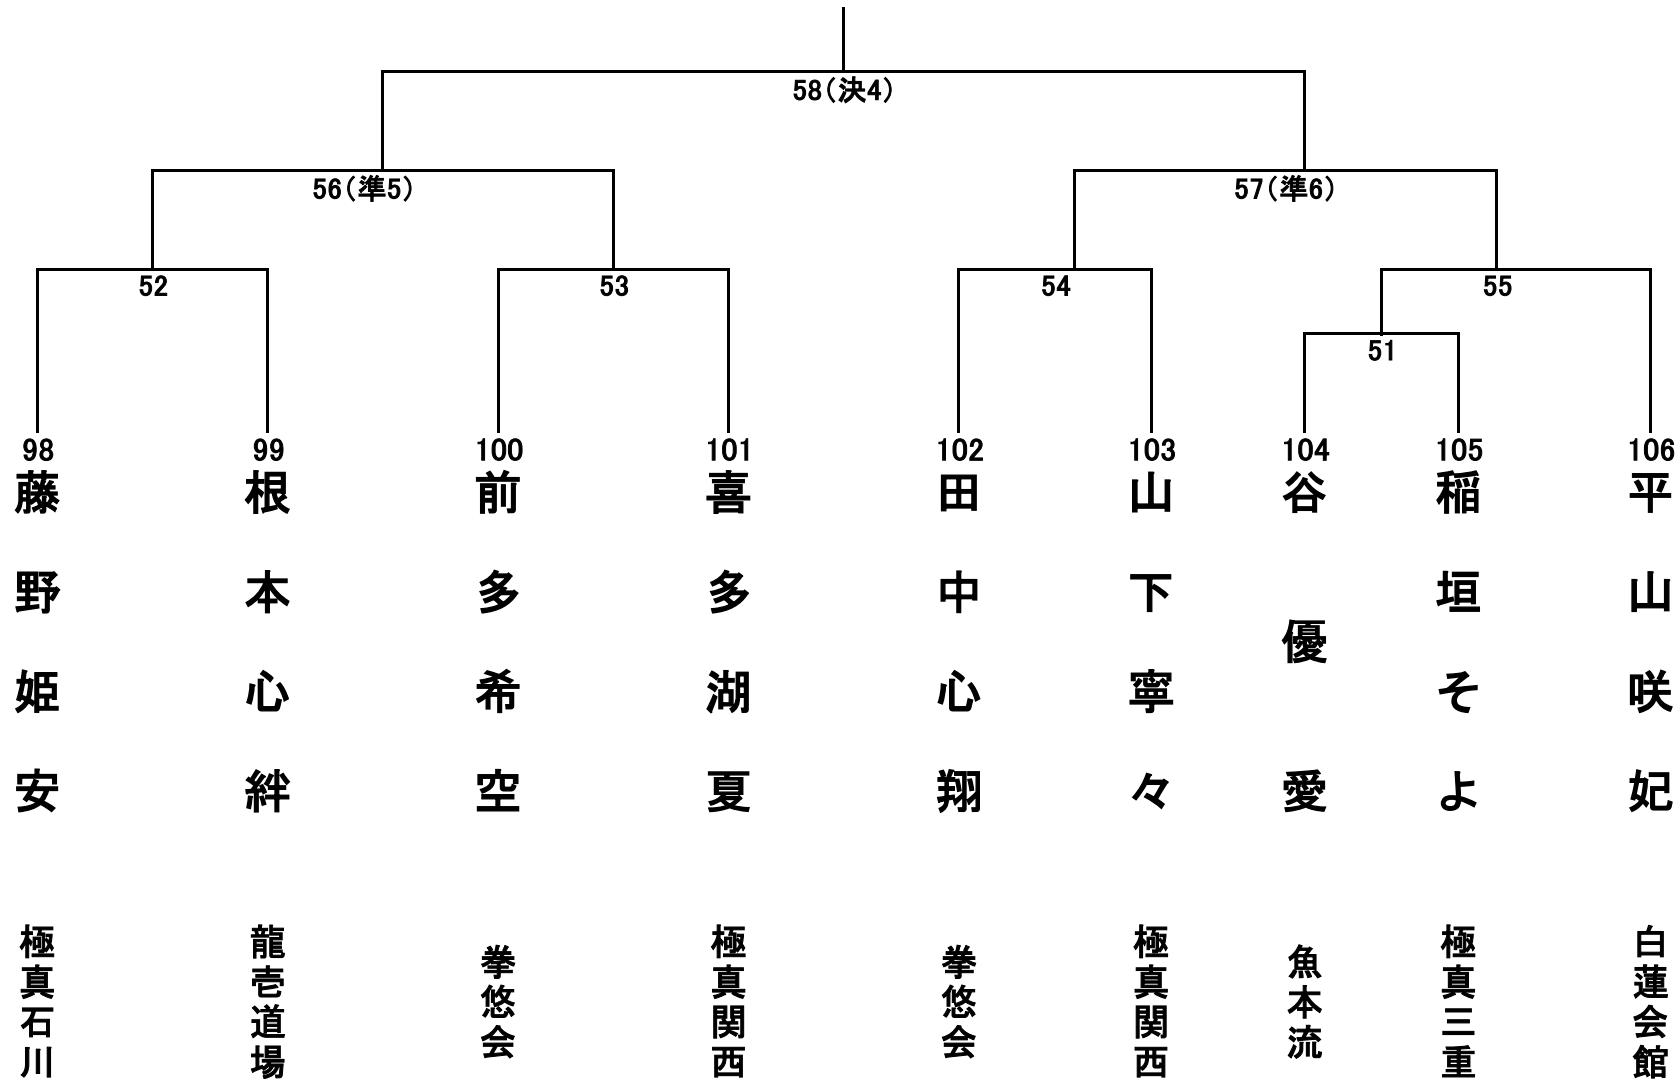 58（決4）
56（準5）
57（準6）
52
53
54
55
51
98
99
100
101
102
103
104
105
106
藤野姫安
根本心絆
前多希空
喜多湖夏
田中心翔
山下寧々
谷優愛
稲垣そよ
平山咲妃
極真石川
龍壱道場
拳悠会
極真関西
拳悠会
極真関西
魚本流
極真三重
白蓮会館